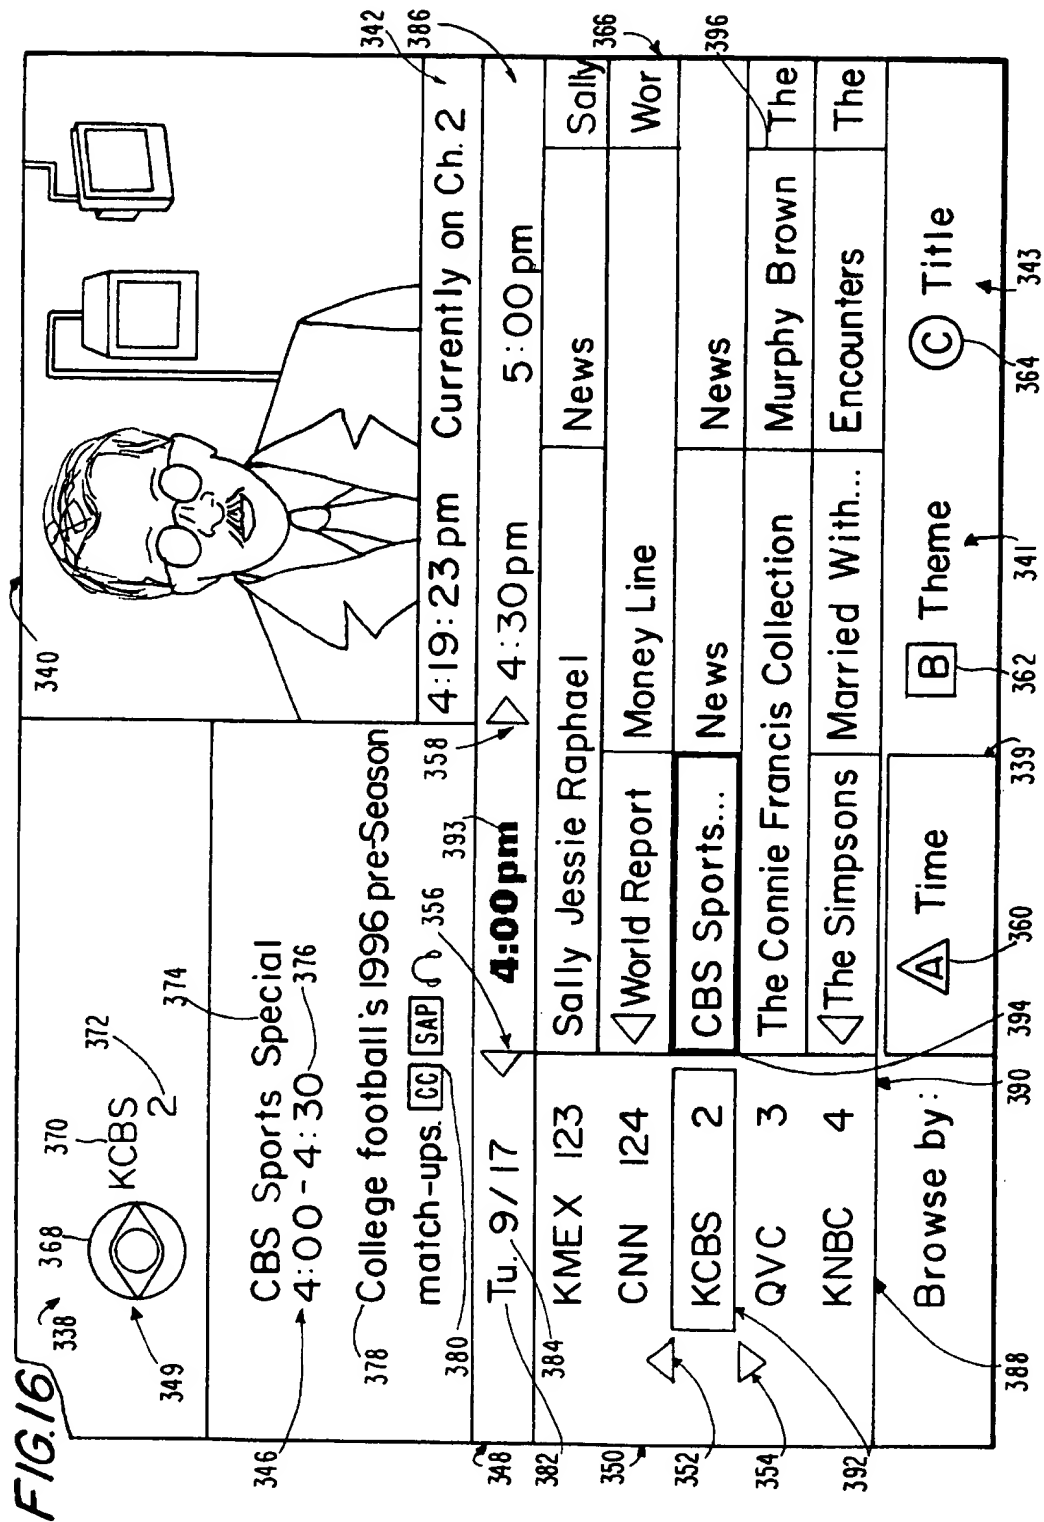 FIG.16
338
368
370
372
349
KCBS
2
374
346
CBS Sports Special
4:00 - 4:30
376
378
College football's 1996 pre-Season
match-ups. CC SAP
380
340
342
4:19:23 pm Currently on Ch. 2
386
348
382
384
356
393
358
Tu. 9/17 4:00pm 4:30pm 5:00pm
350
366
396
KMEX 123 Sally Jessie Raphael News Sally
CNN 124 World Report Money Line Wor
352
KCBS 2 CBS Sports... News News
354
QVC 3 The Connie Francis Collection Murphy Brown The
392
KNBC 4 The Simpsons Married With... Encounters The
Browse by: A Time B Theme C Title
388
390
394
360
339
362
341
364
343